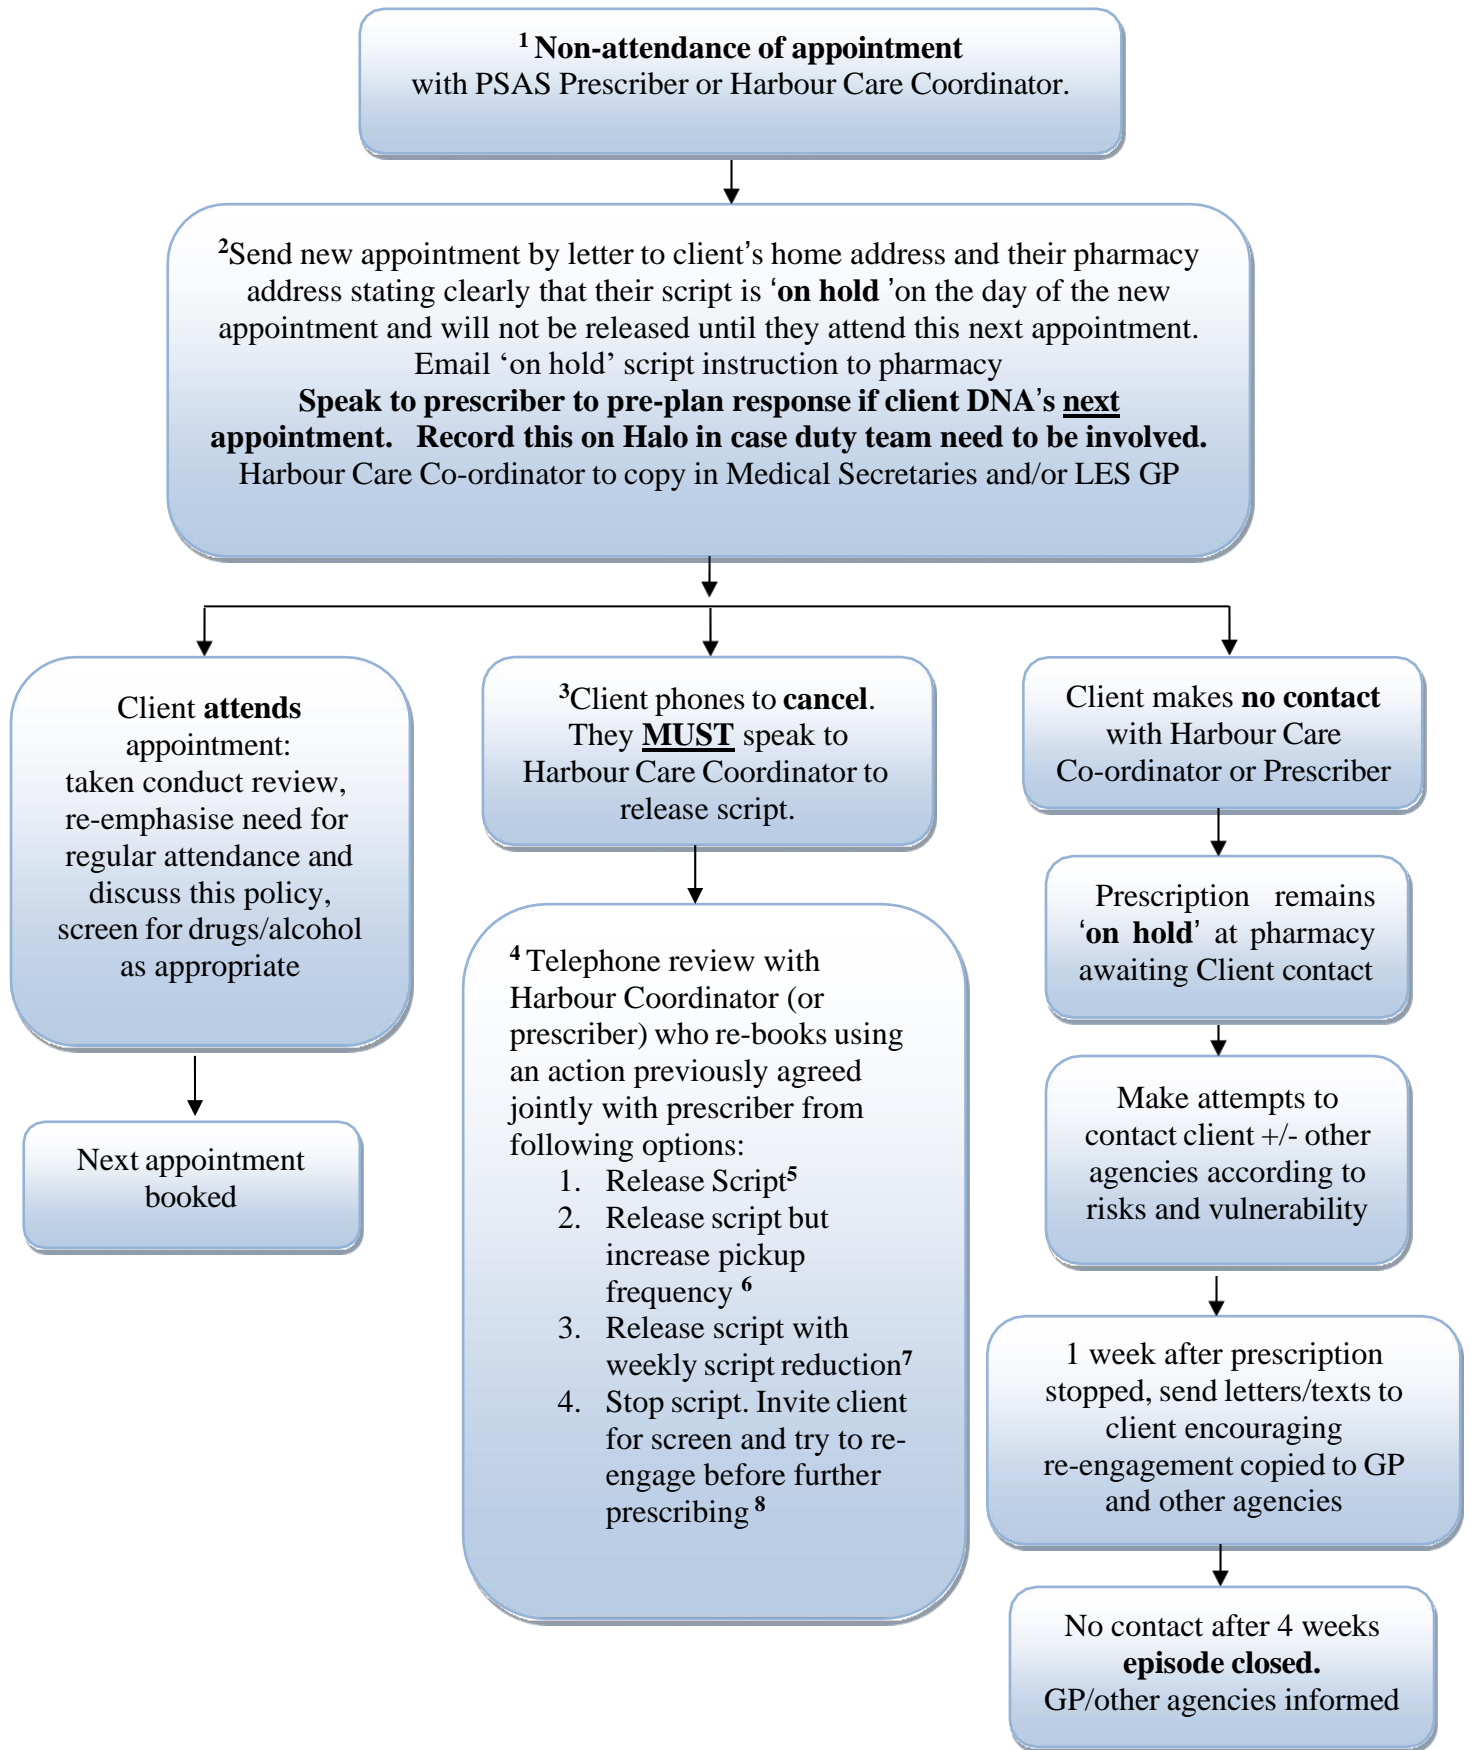 1 Non-attendance of appointment
with PSAS Prescriber or Harbour Care Coordinator.
2Send new appointment by letter to client's home address and their pharmacy
address stating clearly that their script is 'on hold 'on the day of the new
appointment and will not be released until they attend this next appointment.
Email 'on hold' script instruction to pharmacy
Speak to prescriber to pre-plan response if client DNA's next
appointment. Record this on Halo in case duty team need to be involved.
Harbour Care Co-ordinator to copy in Medical Secretaries and/or LES GP
Client attends
appointment:
taken conduct review,
re-emphasise need for
regular attendance and
discuss this policy,
screen for drugs/alcohol
as appropriate
Next appointment
booked
3Client phones to cancel.
They MUST speak to
Harbour Care Coordinator to
release script.
4 Telephone review with
Harbour Coordinator (or
prescriber) who re-books using
an action previously agreed
jointly with prescriber from
following options:
1. Release Script5
2. Release script but
increase pickup
frequency 6
3. Release script with
weekly script reduction7
4. Stop script. Invite client
for screen and try to re-
engage before further
prescribing 8
Client makes no contact
with Harbour Care
Co-ordinator or Prescriber
Prescription remains
'on hold' at pharmacy
awaiting Client contact
Make attempts to
contact client +/- other
agencies according to
risks and vulnerability
1 week after prescription
stopped, send letters/texts to
client encouraging
re-engagement copied to GP
and other agencies
No contact after 4 weeks
episode closed.
GP/other agencies informed